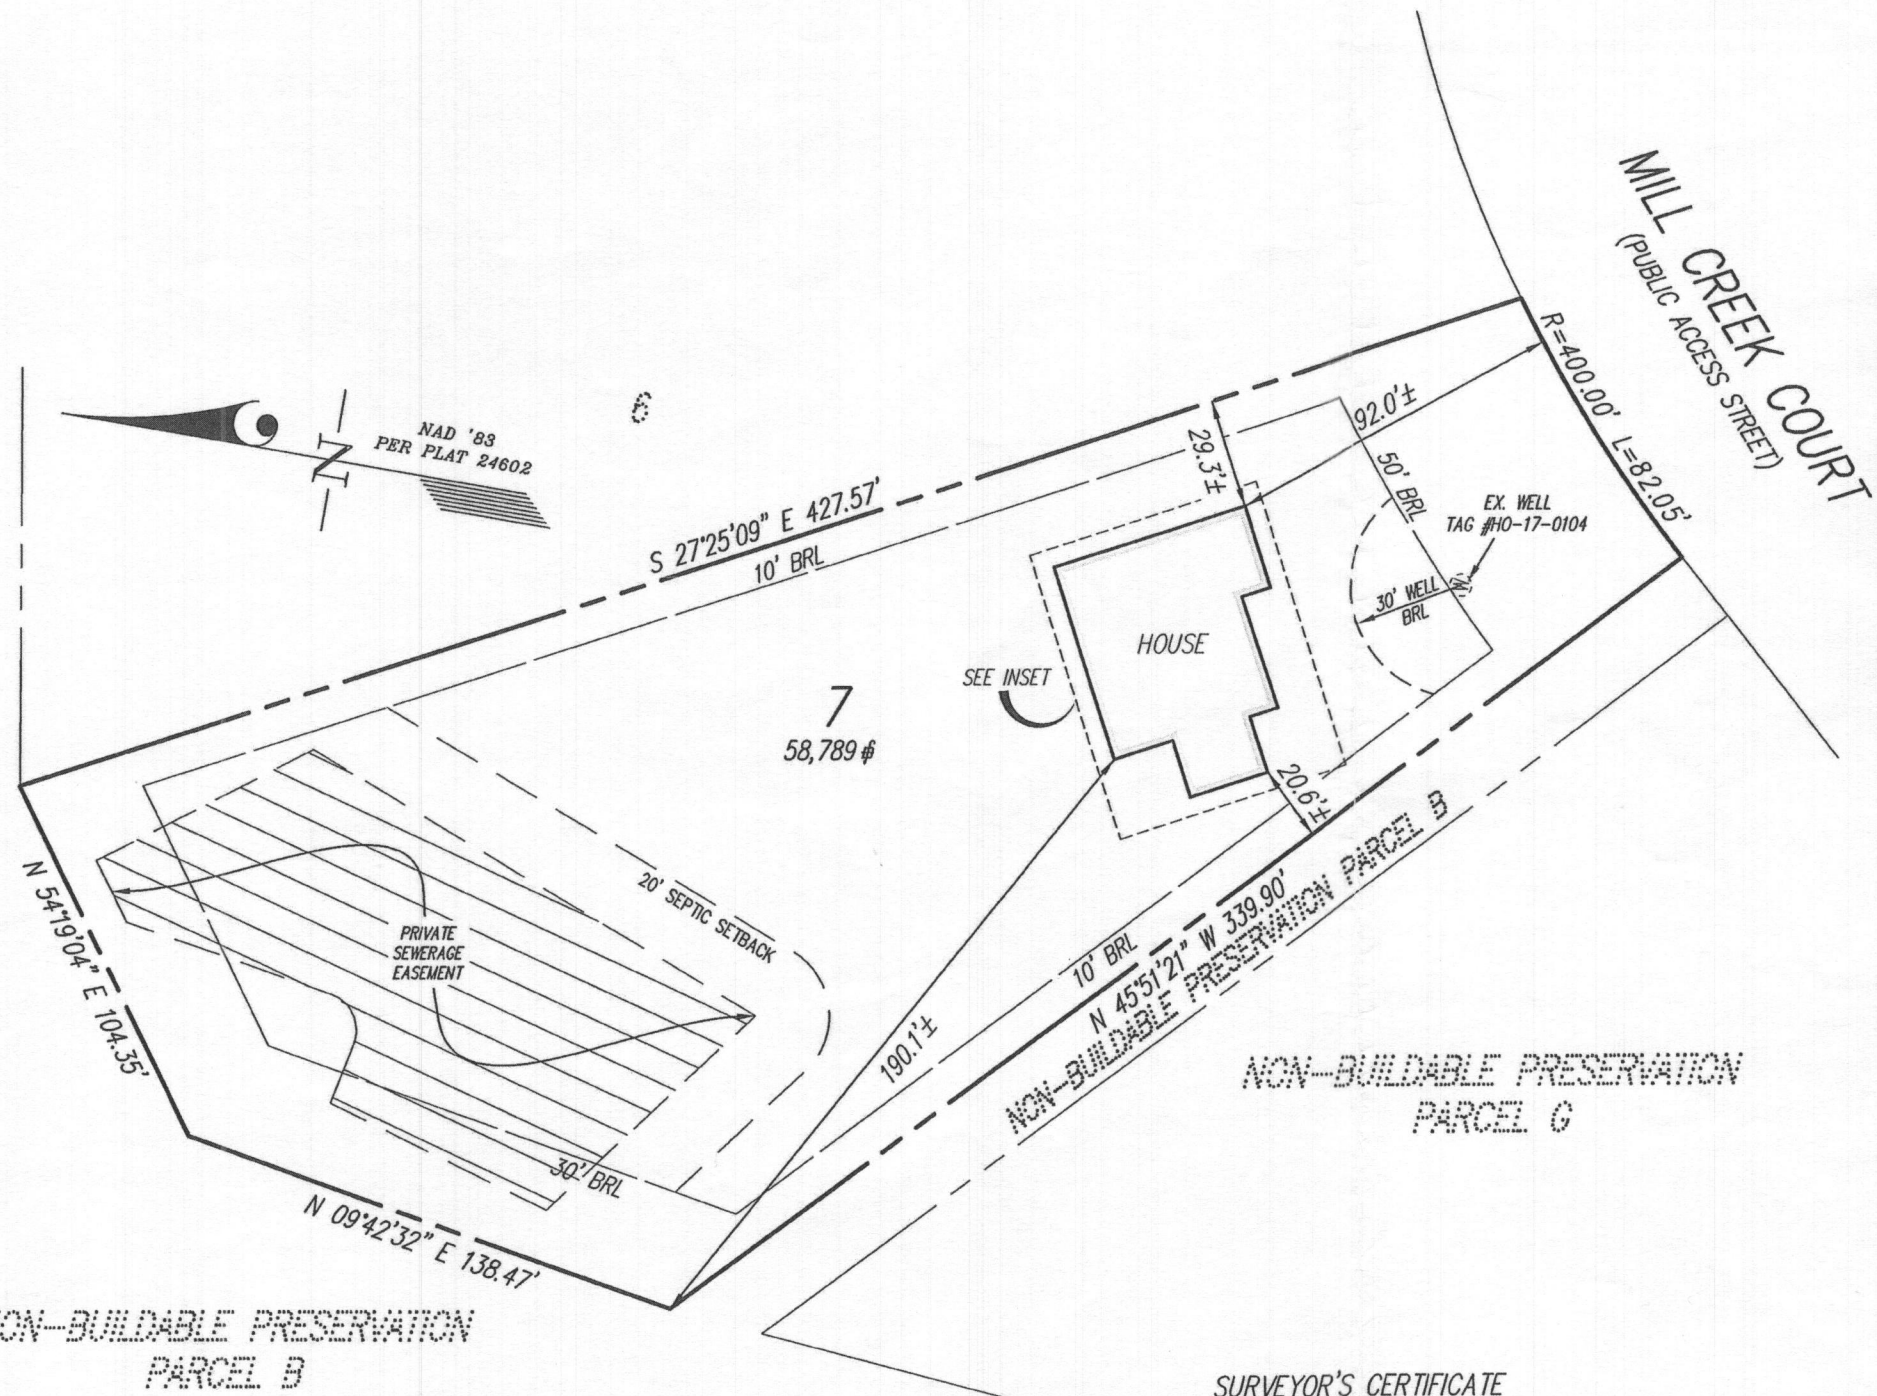 MILL CREEK COURT
(PUBLIC ACCESS STREET)
R=400.00' L=82.05'
6
NAD '83
PER PLAT 24602
N
S 27°25'09" E 427.57'
10' BRL
29.3'±
92.0'±
50' BRL
EX. WELL
TAG #HO-17-0104
W
30' WELL
BRL
HOUSE
SEE INSET
7
58,789
20.6'±
20' SEPTIC SETBACK
PRIVATE
SEWERAGE
EASEMENT
N 54°19'04" E 104.35'
190.1'±
10' BRL
N 45°51'21" W 339.90'
NON-BUILDABLE PRESERVATION PARCEL B
NON-BUILDABLE PRESERVATION
PARCEL G
30' BRL
N 09°42'32" E 138.47'
ON-BUILDABLE PRESERVATION
PARCEL B
SURVEYOR'S CERTIFICATE